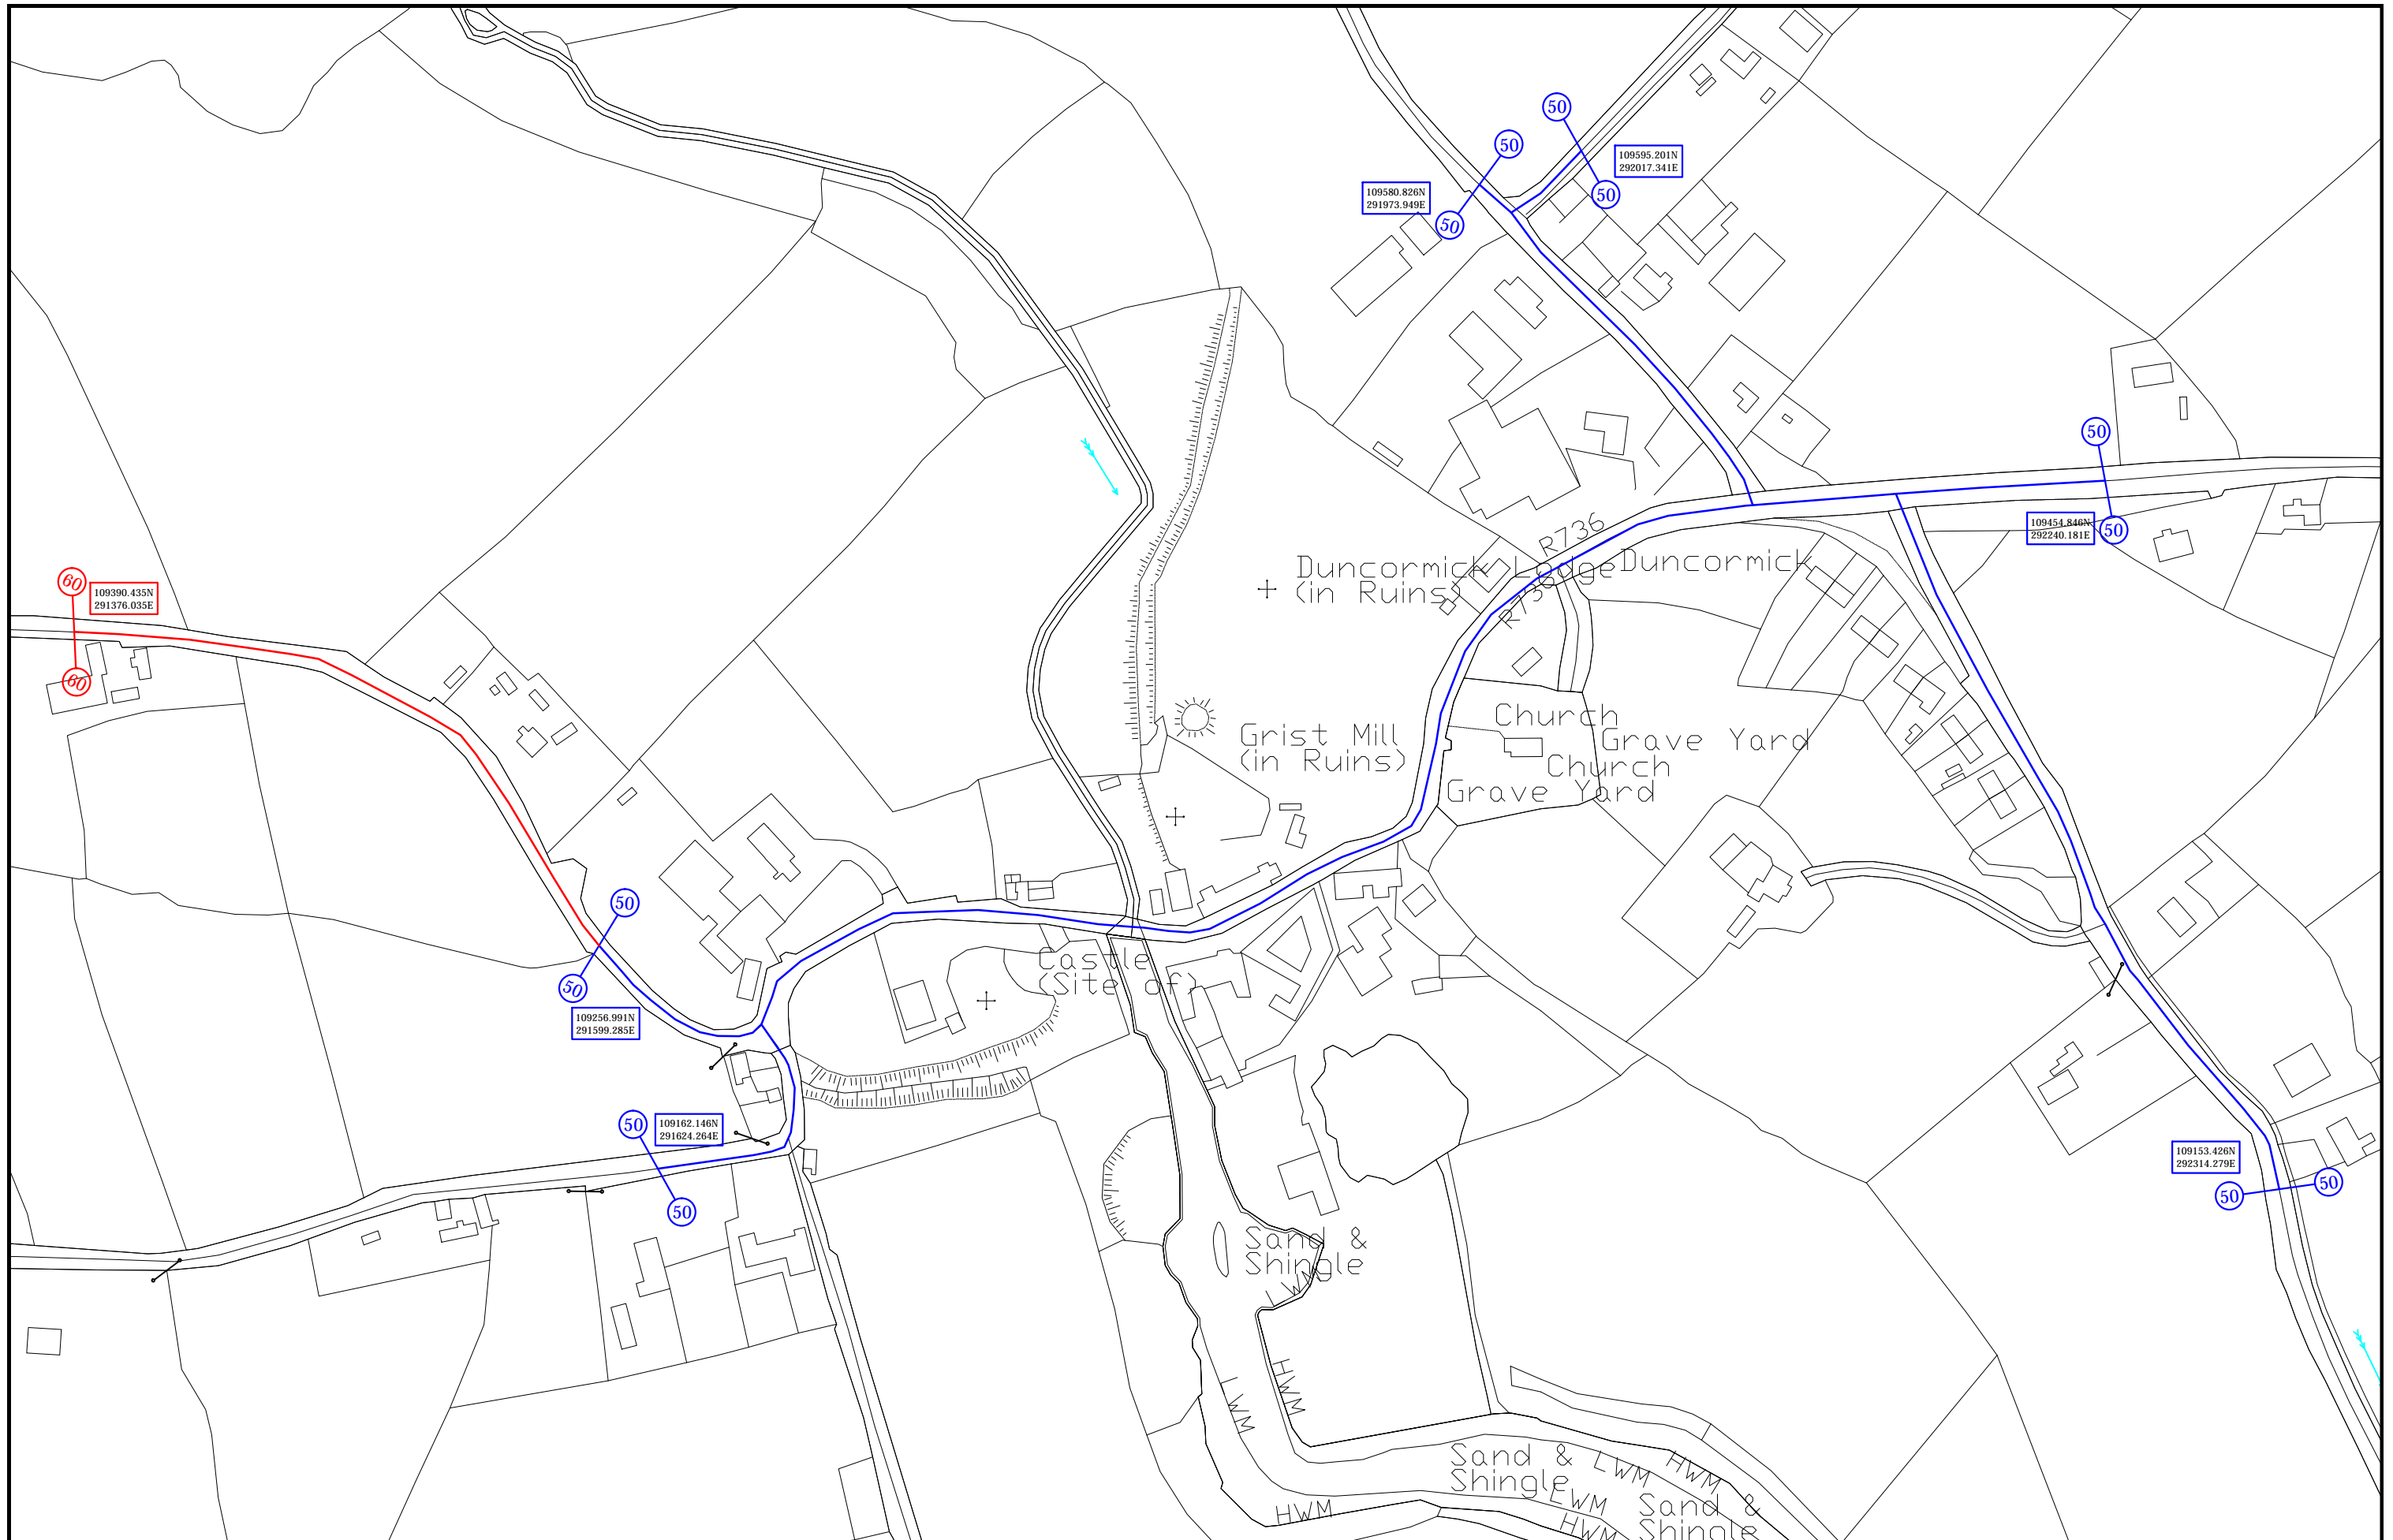 50
50
109595.201N
292017.341E
50
109580.826N
291973.949E
50
50
50
109454.846N
292240.181E
50
R736
R736
Duncormick Lodge
(in Ruins)
Duncormick
60
109390.435N
291376.035E
60
Church
Grave Yard
Grist Mill
(in Ruins)
Church
Grave Yard
50
50
109256.991N
291599.285E
Castle
(Site of)
50
109162.146N
291624.264E
50
109153.426N
292314.279E
50
50
Sand &
Shingle
LWM
HWM
LWM
Sand &
Shingle
LWM
HWM
LWM
HWM
HWM
Sand &
Shingle